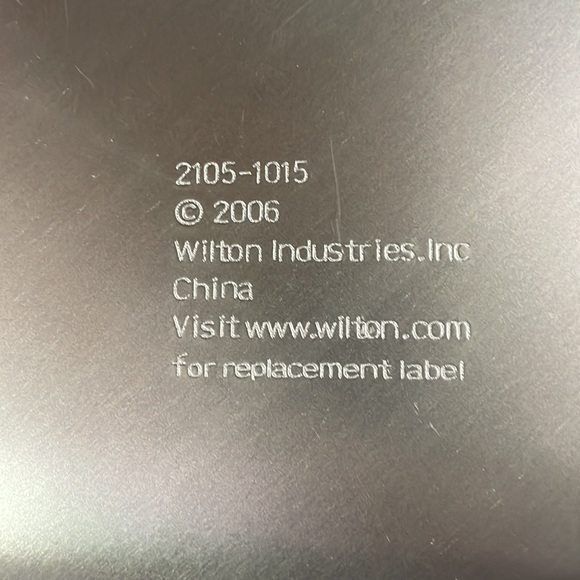 2105-1015
© 2006
Wilton Industries.Inc
China
Visit www.wilton.com
for replacement label